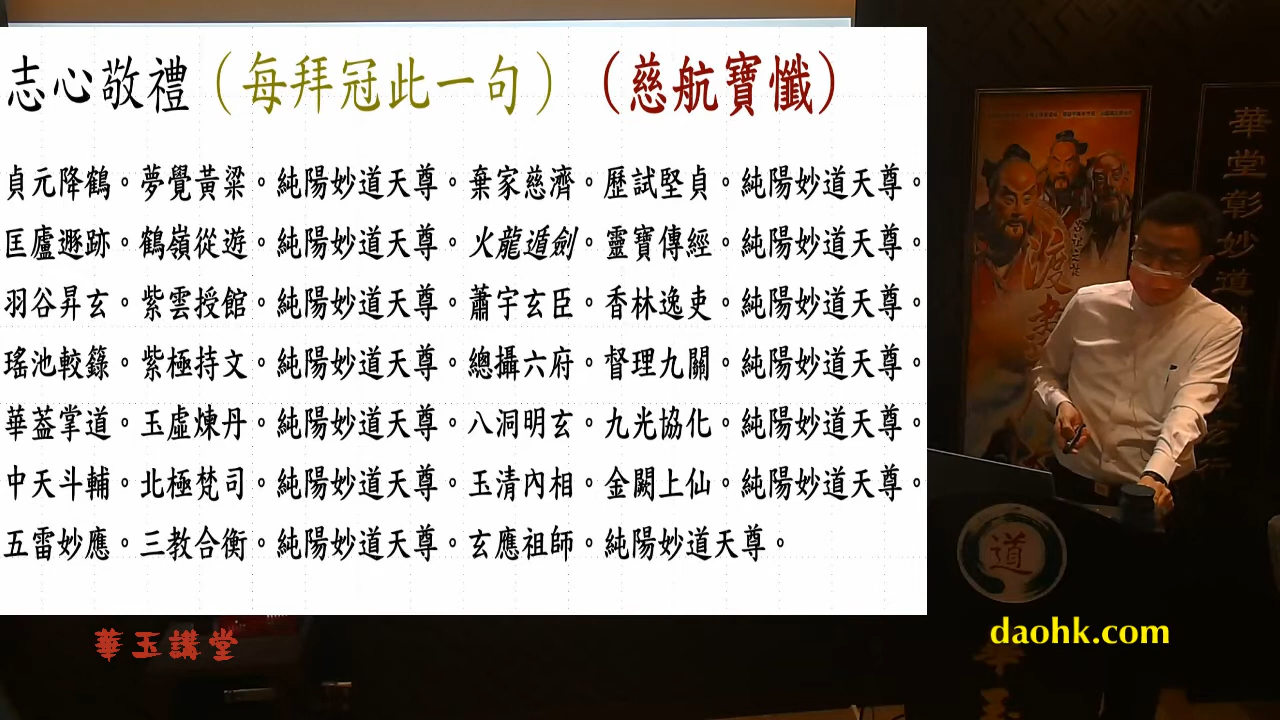 志心敬禮（每拜冠此一句）（慈航寶懺）
貞元降鶴。夢覺黃粱。純陽妙道天尊。棄家慈濟。歷試堅貞。純陽妙道天尊。
匡廬遯跡。鶴嶺從遊。純陽妙道天尊。火龍遁劍。靈寶傳經。純陽妙道天尊。
羽谷昇玄。紫雲授館。純陽妙道天尊。蕭宇玄臣。香林逸吏。純陽妙道天尊。
瑤池較籙。紫極持文。純陽妙道天尊。總攝六府。督理九關。純陽妙道天尊。
華葢掌道。玉虛煉丹。純陽妙道天尊。八洞明玄。九光協化。純陽妙道天尊。
中天斗輔。北極梵司。純陽妙道天尊。玉清內相。金闕上仙。純陽妙道天尊。
五雷妙應。三教合衡。純陽妙道天尊。玄應祖師。純陽妙道天尊。
華堂彰妙道
渡
道
華玉講堂
daohk.com
華玉